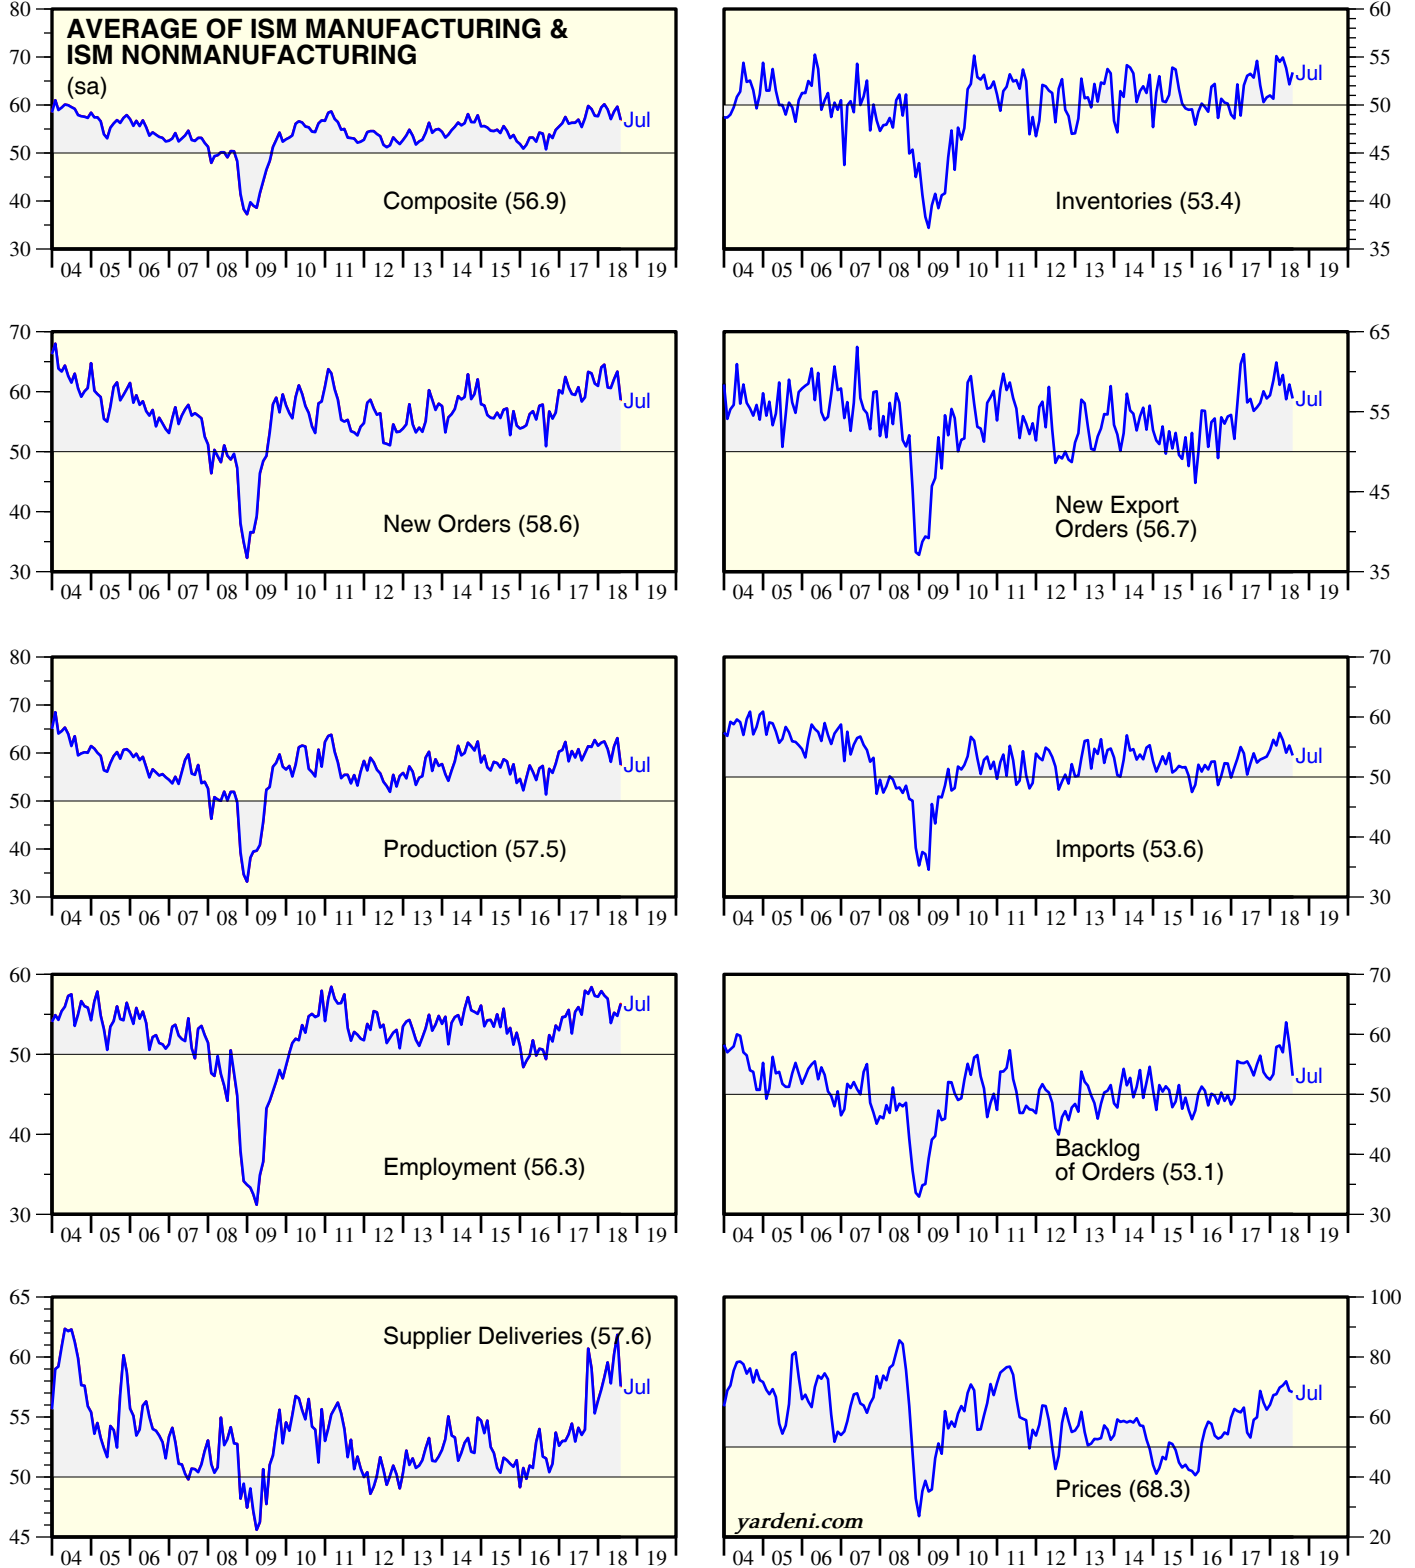 AVERAGE OF ISM MANUFACTURING &
ISM NONMANUFACTURING
(sa)
80
70
60
50
40
30
Jul
Composite (56.9)
04 05 06 07 08 09 10 11 12 13 14 15 16 17 18 19
60
55
50
45
40
35
Jul
Inventories (53.4)
04 05 06 07 08 09 10 11 12 13 14 15 16 17 18 19
70
60
50
40
30
Jul
New Orders (58.6)
04 05 06 07 08 09 10 11 12 13 14 15 16 17 18 19
65
55
45
35
Jul
New Export
Orders (56.7)
04 05 06 07 08 09 10 11 12 13 14 15 16 17 18 19
80
70
60
50
40
30
Jul
Production (57.5)
04 05 06 07 08 09 10 11 12 13 14 15 16 17 18 19
70
60
50
40
30
Jul
Imports (53.6)
04 05 06 07 08 09 10 11 12 13 14 15 16 17 18 19
60
50
40
30
Jul
Employment (56.3)
04 05 06 07 08 09 10 11 12 13 14 15 16 17 18 19
70
60
50
40
30
Jul
Backlog
of Orders (53.1)
04 05 06 07 08 09 10 11 12 13 14 15 16 17 18 19
65
60
55
50
45
Supplier Deliveries (57.6)
Jul
04 05 06 07 08 09 10 11 12 13 14 15 16 17 18 19
100
80
60
40
20
Jul
Prices (68.3)
yardeni.com
04 05 06 07 08 09 10 11 12 13 14 15 16 17 18 19